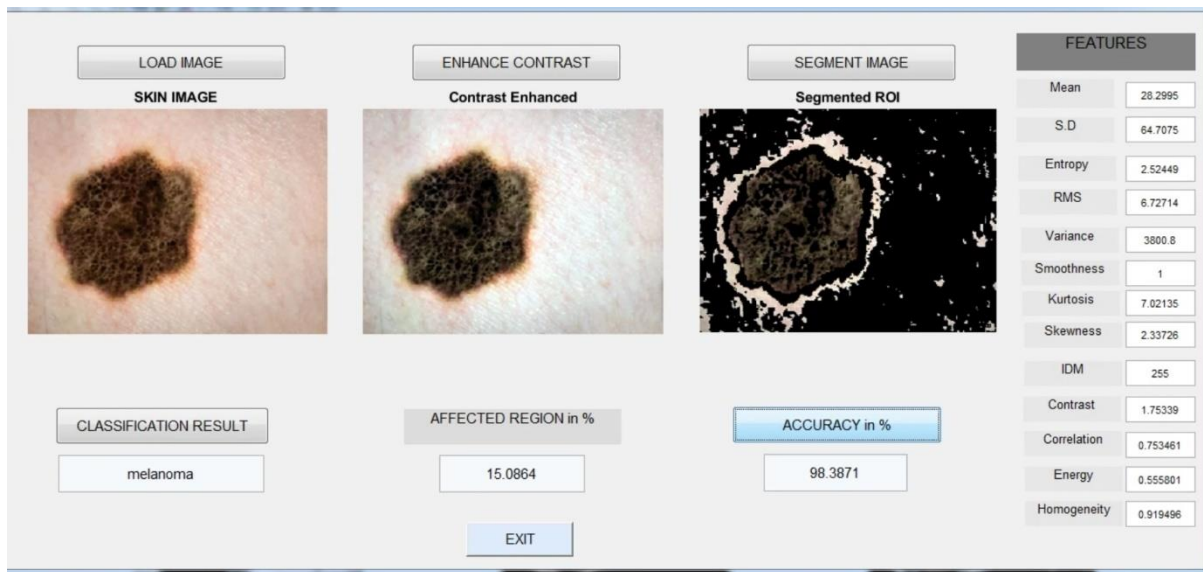 LOAD IMAGE
ENHANCE CONTRAST
SEGMENT IMAGE
SKIN IMAGE
Contrast Enhanced
Segmented ROI
CLASSIFICATION RESULT
melanoma
AFFECTED REGION in %
15.0864
ACCURACY in %
98.3871
EXIT
FEATURES
Mean 28.2995
S.D 64.7075
Entropy 2.52449
RMS 6.72714
Variance 3800.8
Smoothness 1
Kurtosis 7.02135
Skewness 2.33726
IDM 255
Contrast 1.75339
Correlation 0.753461
Energy 0.555801
Homogeneity 0.919496